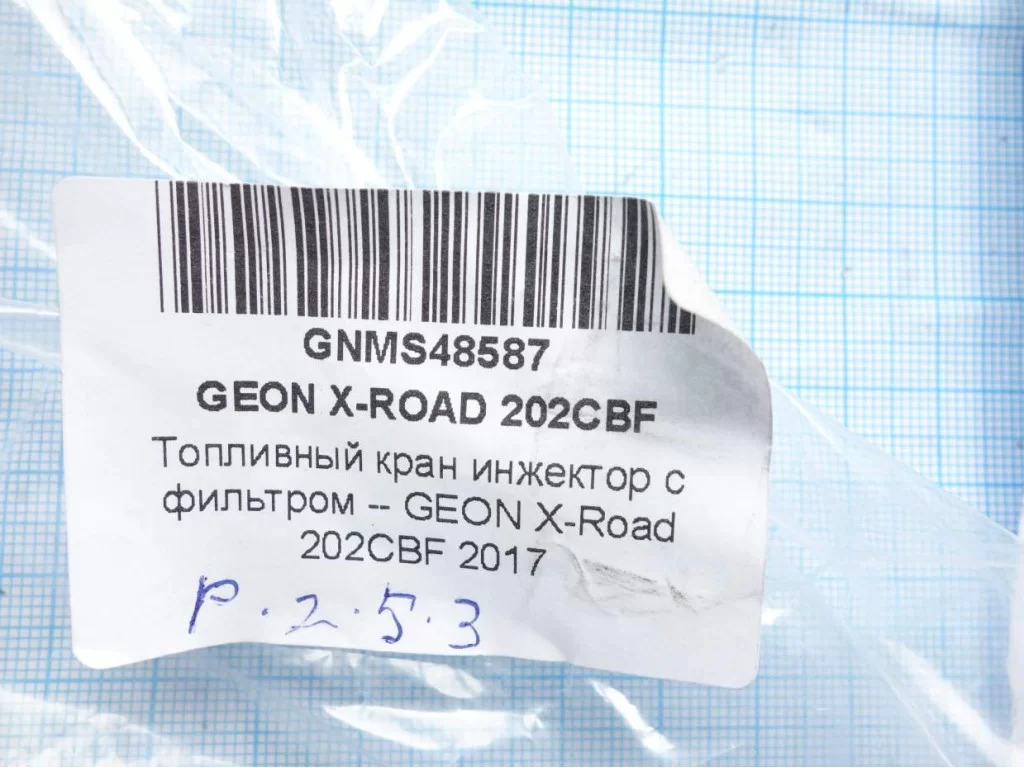 GNMS48587
GEON X-ROAD 202CBF
Топливный кран инжектор с
фильтром -- GEON X-Road
202CBF 2017
P.2.5.3